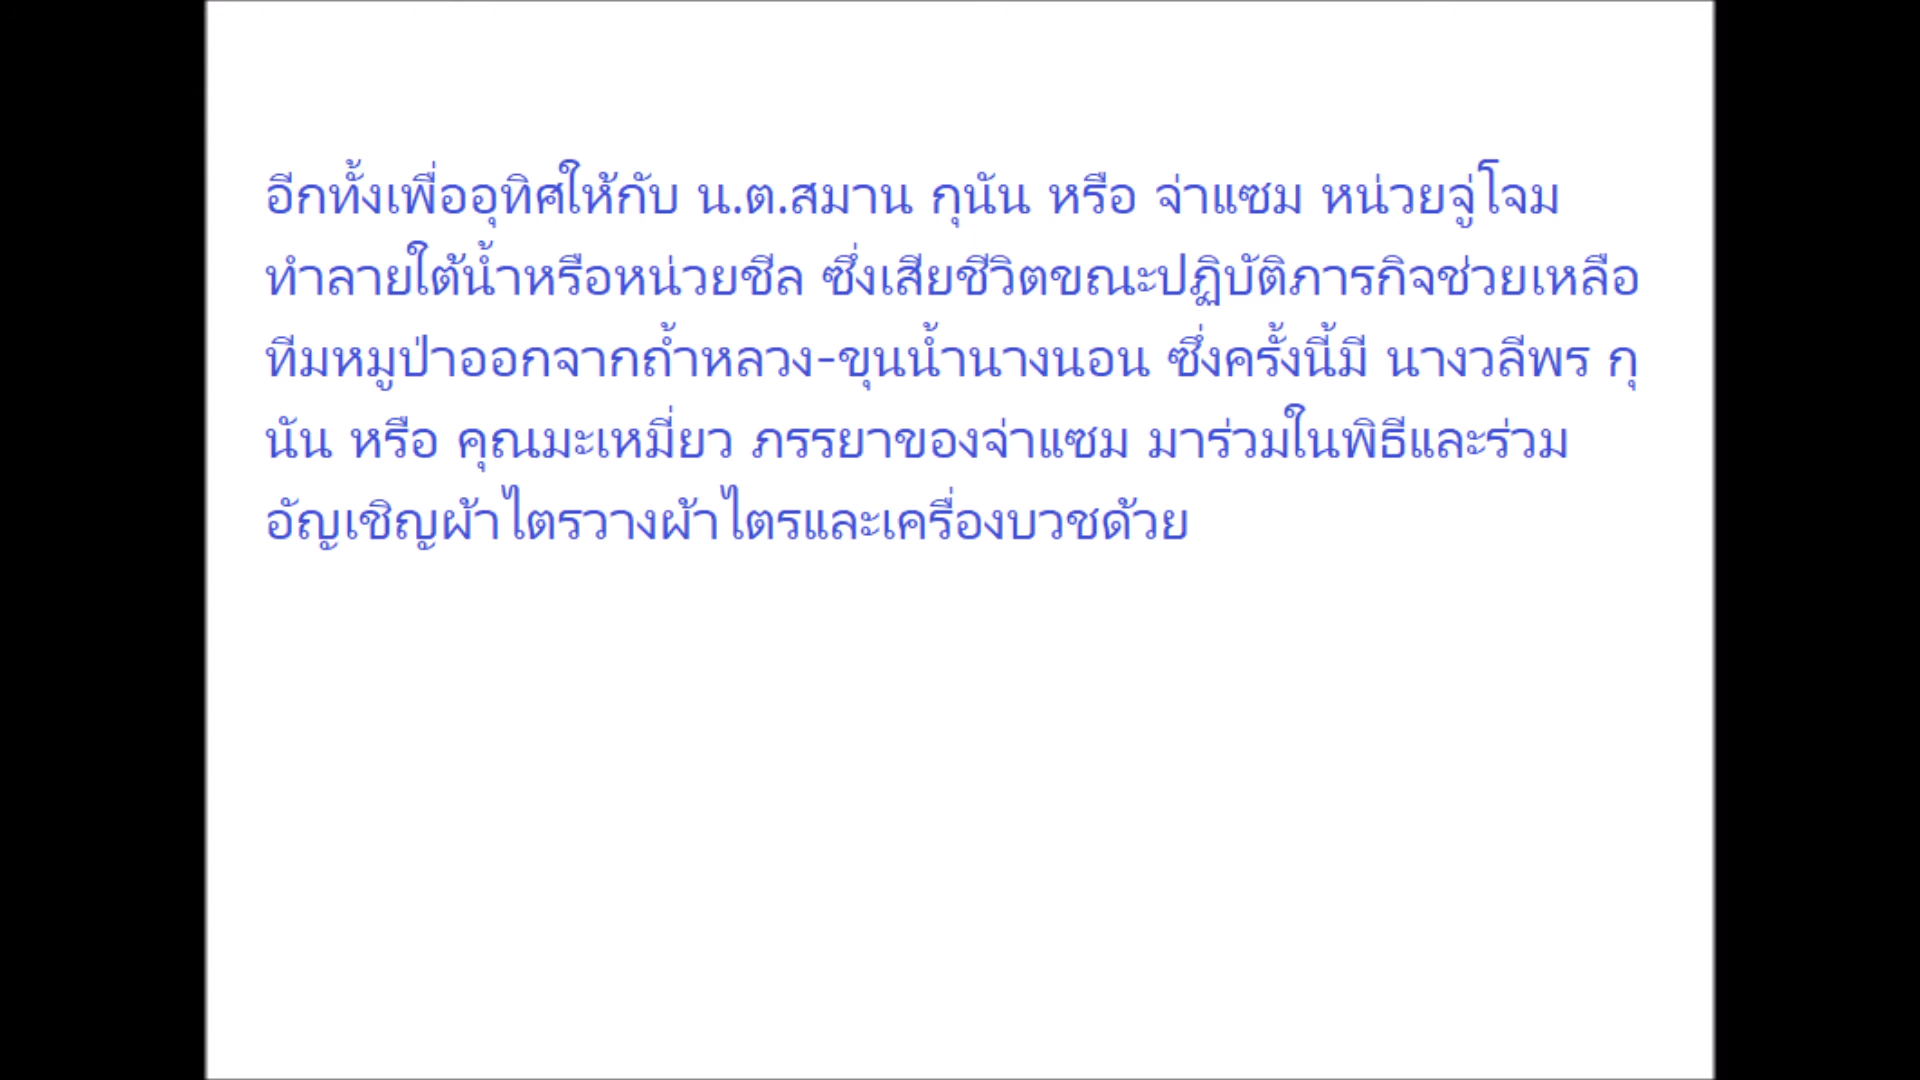 อีกทั้งเพื่ออุทิศให้กับ น.ต.สมาน กุนัน หรือ จ่าแซม หน่วยจู่โจม
ทำลายใต้น้ำหรือหน่วยซีล ซึ่งเสียชีวิตขณะปฏิบัติภารกิจช่วยเหลือ
ทีมหมูป่าออกจากถ้ำหลวง-ขุนน้ำนางนอน ซึ่งครั้งนี้มี นางวลีพร กุ
นัน หรือ คุณมะเหมี่ยว ภรรยาของจ่าแซม มาร่วมในพิธีและร่วม
อัญเชิญผ้าไตรวางผ้าไตรและเครื่องบวชด้วย